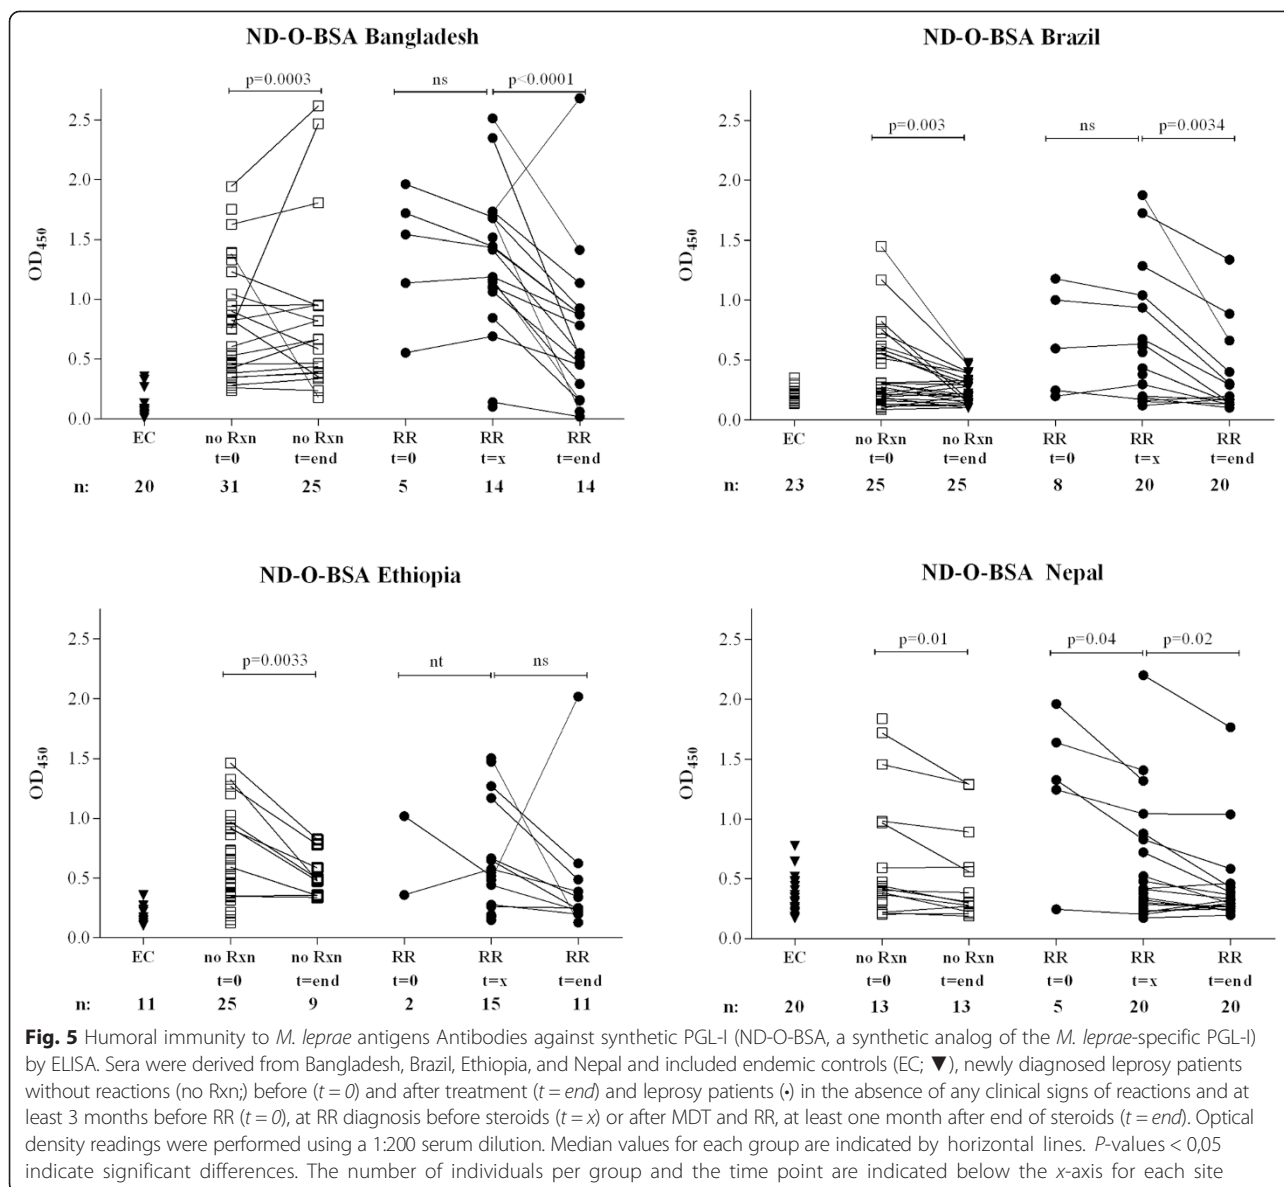 ND-O-BSA Bangladesh
p=0.0003
ns
p<0.0001
2.5
2.0
1.5
1.0
0.5
0.0
OD450
EC
no Rxn
no Rxn
RR
RR
RR
t=0
t=end
t=0
t=x
t=end
n: 20 31 25 5 14 14
ND-O-BSA Brazil
p=0.003
ns
p=0.0034
2.5
2.0
1.5
1.0
0.5
0.0
OD450
EC
no Rxn
no Rxn
RR
RR
RR
t=0
t=end
t=0
t=x
t=end
n: 23 25 25 8 20 20
ND-O-BSA Ethiopia
p=0.0033
nt
ns
2.5
2.0
1.5
1.0
0.5
0.0
OD450
EC
no Rxn
no Rxn
RR
RR
RR
t=0
t=end
t=0
t=x
t=end
n: 11 25 9 2 15 11
ND-O-BSA Nepal
p=0.01
p=0.04
p=0.02
2.5
2.0
1.5
1.0
0.5
0.0
OD450
EC
no Rxn
no Rxn
RR
RR
RR
t=0
t=end
t=0
t=x
t=end
n: 20 13 13 5 20 20
Fig. 5 Humoral immunity to M. leprae antigens Antibodies against synthetic PGL-I (ND-O-BSA, a synthetic analog of the M. leprae-specific PGL-I)
by ELISA. Sera were derived from Bangladesh, Brazil, Ethiopia, and Nepal and included endemic controls (EC; ▼), newly diagnosed leprosy patients
without reactions (no Rxn;) before (t = 0) and after treatment (t = end) and leprosy patients (•) in the absence of any clinical signs of reactions and at
least 3 months before RR (t = 0), at RR diagnosis before steroids (t = x) or after MDT and RR, at least one month after end of steroids (t = end). Optical
density readings were performed using a 1:200 serum dilution. Median values for each group are indicated by horizontal lines. P-values < 0,05
indicate significant differences. The number of individuals per group and the time point are indicated below the x-axis for each site